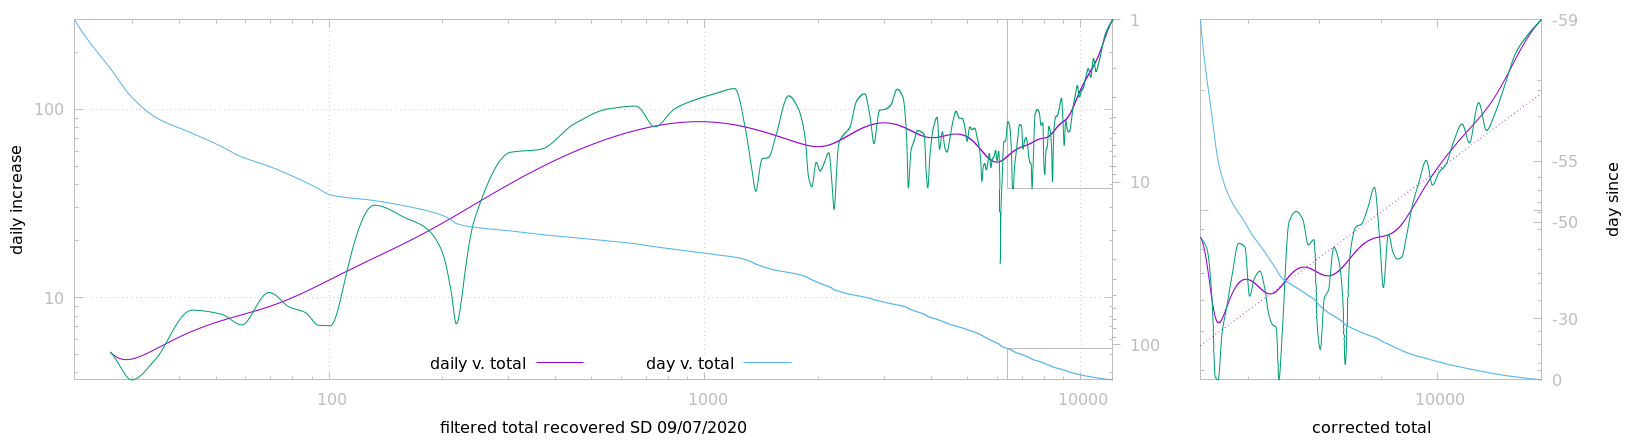 1
-59
100
daily increase
10
-55
-50
day since
10
-30
daily v. total
day v. total
100
0
100
1000
10000
10000
filtered total recovered SD 09/07/2020
corrected total